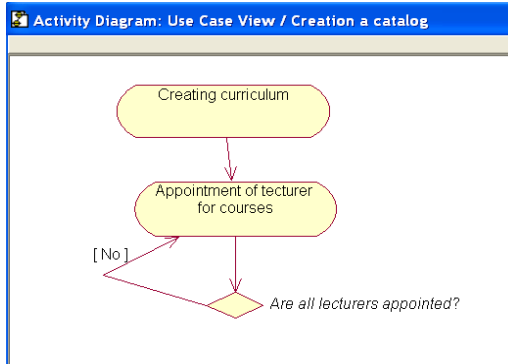 Activity Diagram: Use Case View / Creation a catalog
Creating curriculum
Appointment of tecturer
for courses
[ No ]
Are all lecturers appointed?